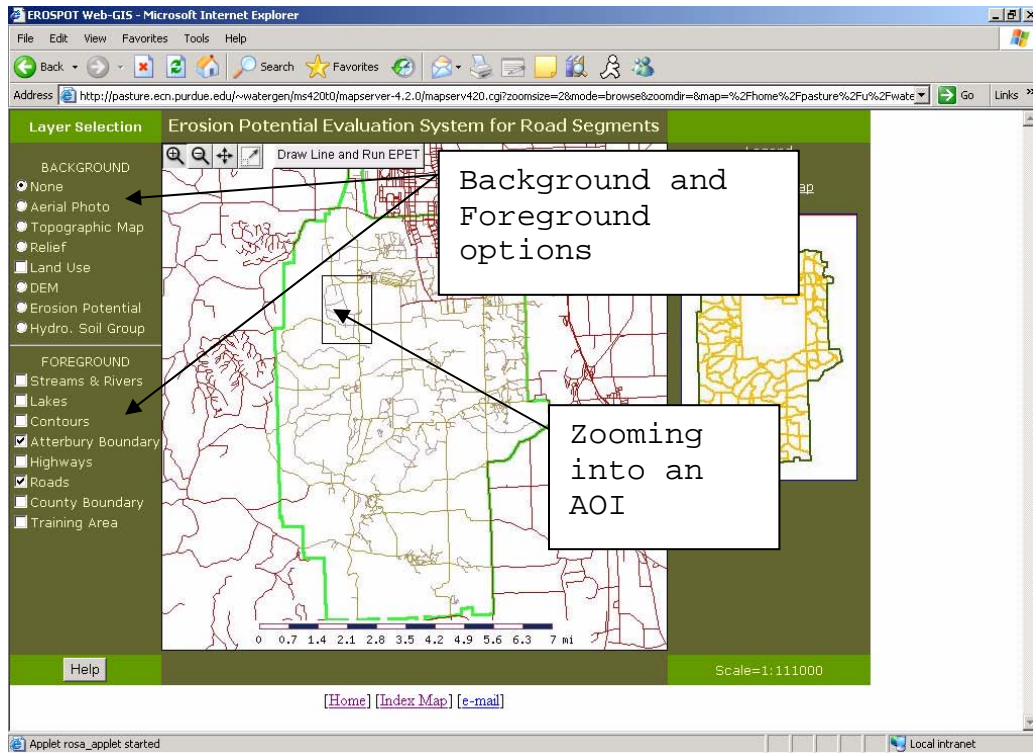 EROSPOT Web-GIS - Microsoft Internet Explorer
File Edit View Favorites Tools Help
Back Search Favorites
Address http://pasture.ecn.purdue.edu/~watergen/ms420t0/mapserver-4.2.0/mapserv420.cgi?zoomsize=2&mode=browse&zoomdir=&map=%2Fhome%2Fpasture%2Fu%2Fwate Go Links »
Layer Selection
Erosion Potential Evaluation System for Road Segments
Draw Line and Run EPET
BACKGROUND
None
Aerial Photo
Topographic Map
Relief
Land Use
DEM
Erosion Potential
Hydro. Soil Group
FOREGROUND
Streams & Rivers
Lakes
Contours
Atterbury Boundary
Highways
Roads
County Boundary
Training Area
Background and
Foreground
options
Zooming
into an
AOI
0 0.7 1.4 2.1 2.8 3.5 4.2 4.9 5.6 6.3 7 mi
Help
Scale=1:111000
[Home] [Index Map] [e-mail]
Applet rosa_applet started
Local intranet